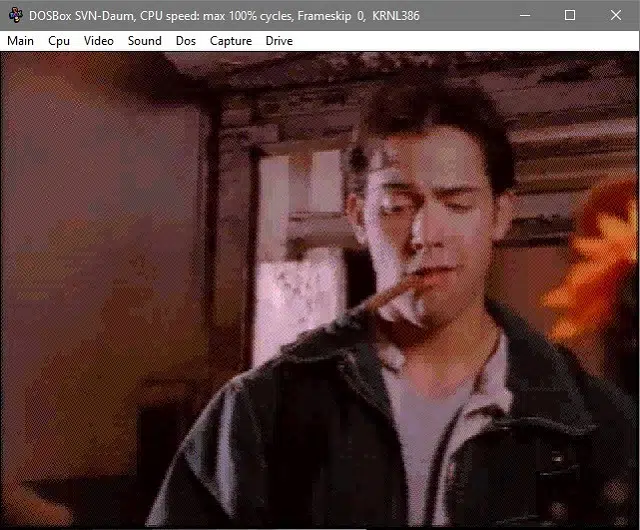 DOSBox SVN-Daum, CPU speed: max 100% cycles, Frameskip 0, KRNL386
Main Cpu Video Sound Dos Capture Drive